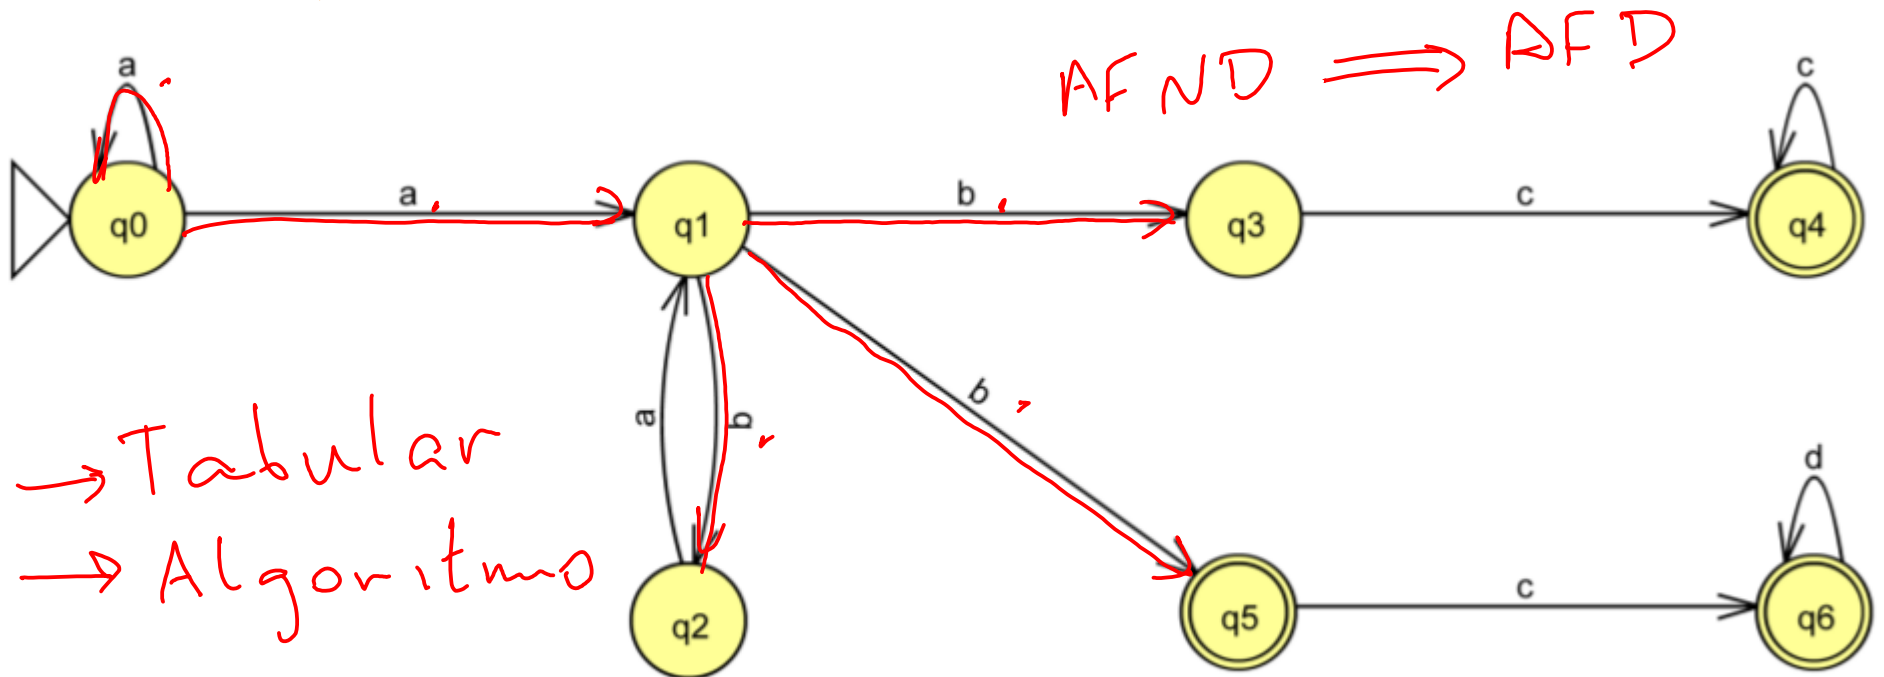 AFND ⟹ AFD
a
c
q0
a
q1
b
q3
c
q4
a
b
b
→ Tabular
d
→ Algoritmo
q2
q5
c
q6